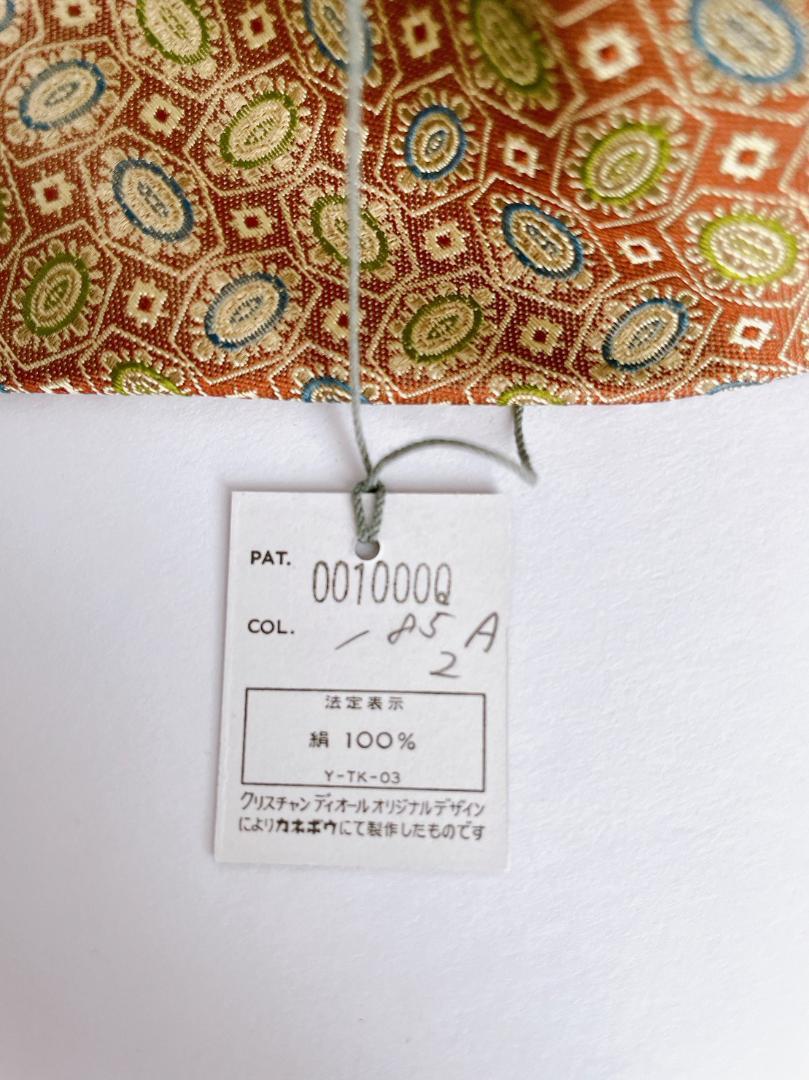 PAT. 001000Q
COL. - 85 A
2
法定表示
絹 100%
Y-TK-03
クリスチャン ディオール オリジナルデザイン
によりカネボウにて製作したものです